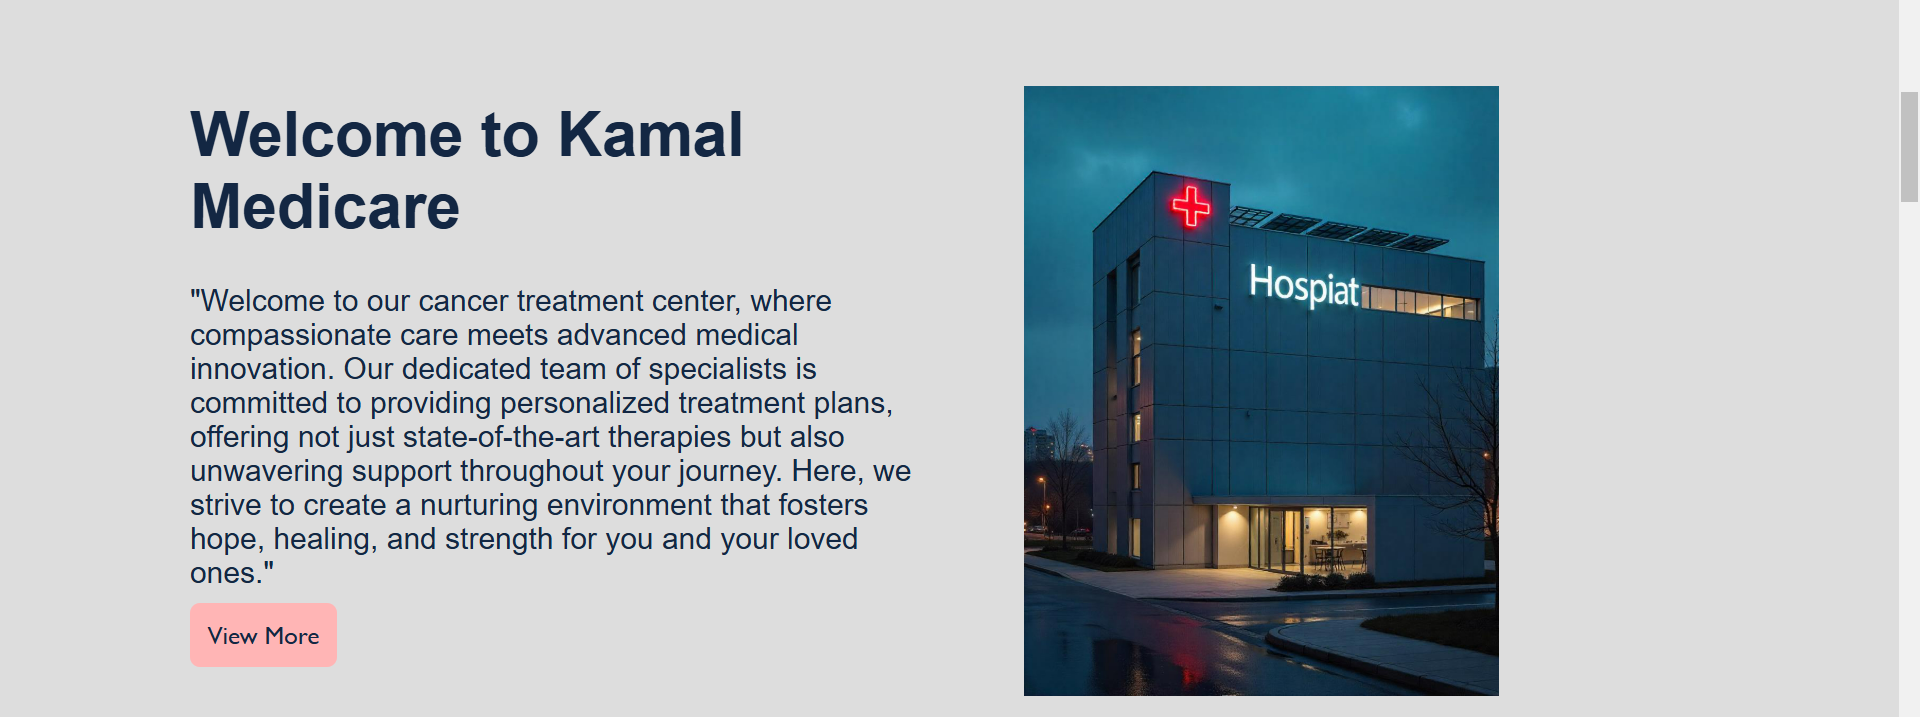 Welcome to Kamal
Medicare
"Welcome to our cancer treatment center, where
compassionate care meets advanced medical
innovation. Our dedicated team of specialists is
committed to providing personalized treatment plans,
offering not just state-of-the-art therapies but also
unwavering support throughout your journey. Here, we
strive to create a nurturing environment that fosters
hope, healing, and strength for you and your loved
ones."
View More
Hospiat